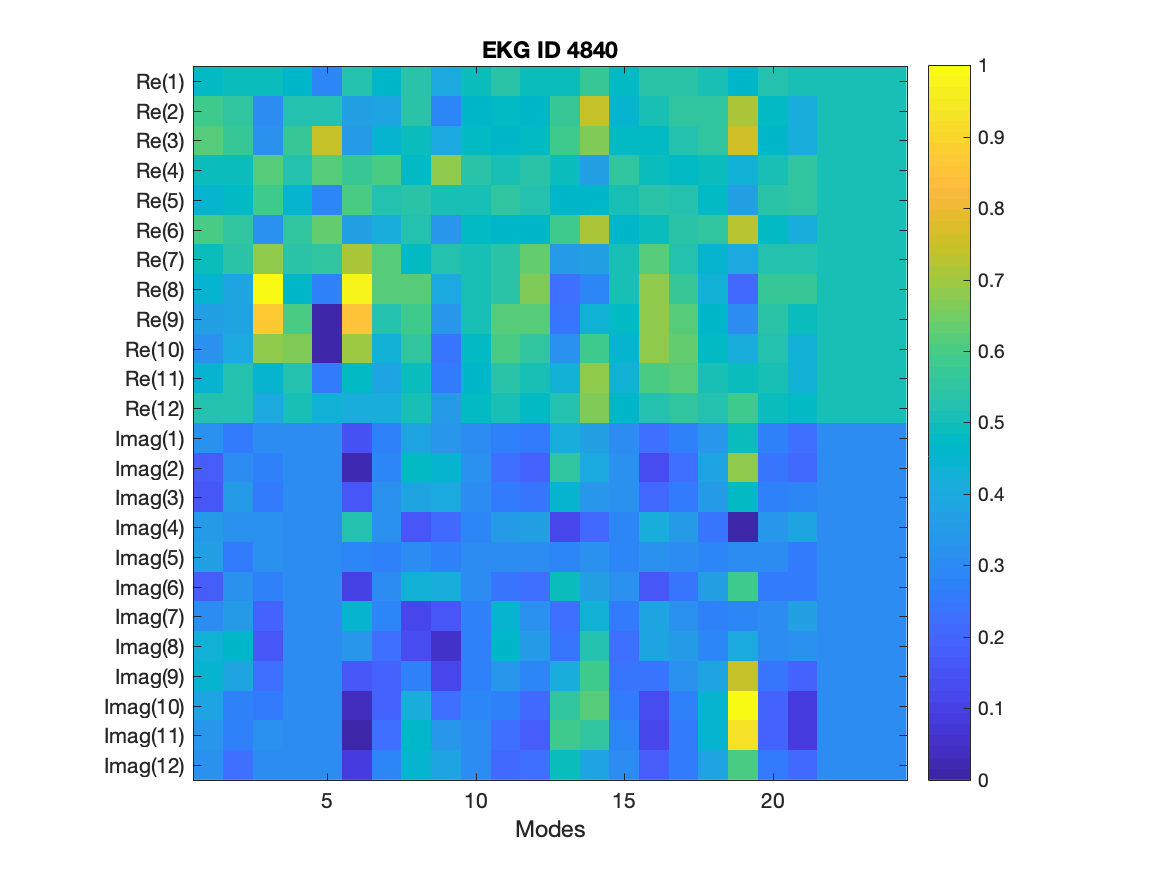 EKG ID 4840
Re(1)
Re(2)
Re(3)
Re(4)
Re(5)
Re(6)
Re(7)
Re(8)
Re(9)
Re(10)
Re(11)
Re(12)
Imag(1)
Imag(2)
Imag(3)
Imag(4)
Imag(5)
Imag(6)
Imag(7)
Imag(8)
Imag(9)
Imag(10)
Imag(11)
Imag(12)
5 10 15 20
Modes
1
0.9
0.8
0.7
0.6
0.5
0.4
0.3
0.2
0.1
0